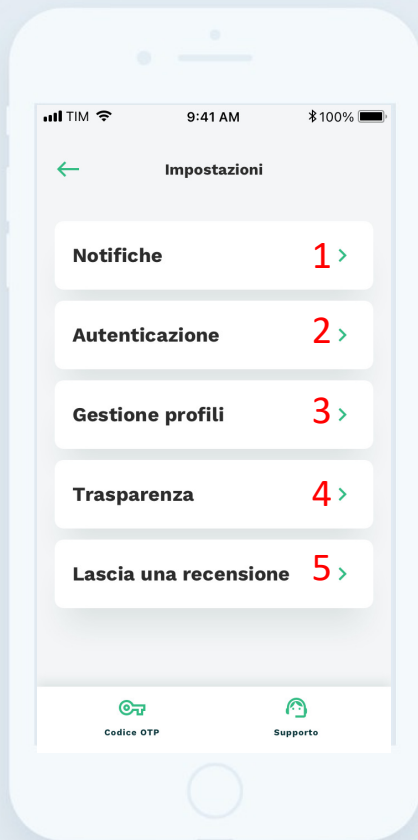 TIM 9:41 AM 100%
Impostazioni
Notifiche 1
Autenticazione 2
Gestione profili 3
Trasparenza 4
Lascia una recensione 5
Codice OTP Supporto